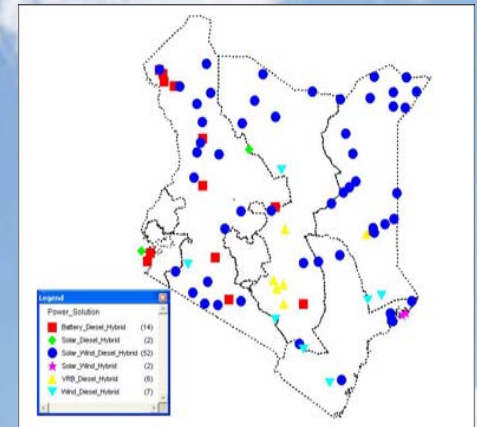 Legend
Power_Solution
Battery_Diesel_Hybrid (14)
Solar_Diesel_Hybrid (2)
Solar_Wind_Diesel_Hybrid (52)
Solar_Wind_Hybrid (2)
VRB_Diesel_Hybrid (6)
Wind_Diesel_Hybrid (7)